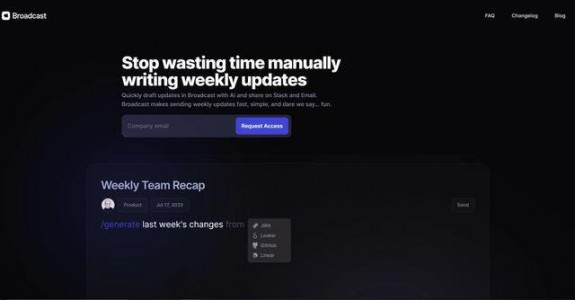 Broadcast
FAQ Changelog Blog
Stop wasting time manually
writing weekly updates
Quickly draft updates in Broadcast with AI and share on Slack and Email.
Broadcast makes sending weekly updates fast, simple, and dare we say... fun.
Company email Request Access
Weekly Team Recap
Product Jul 17, 2023 Send
/generate last week's changes from
Jira
Looker
GitHub
Linear